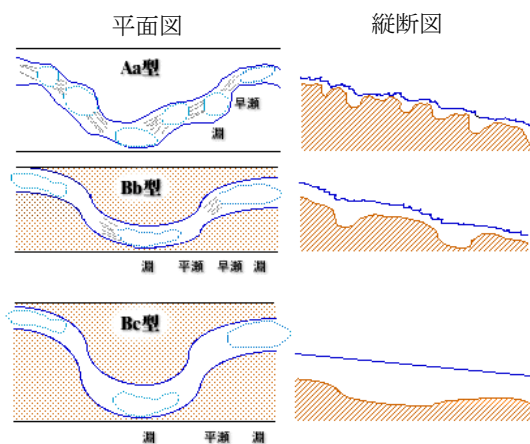 平面図 縦断図
Aa型
早瀬
淵
Bb型
淵 平瀬 早瀬 淵
Bc型
淵 平瀬 淵